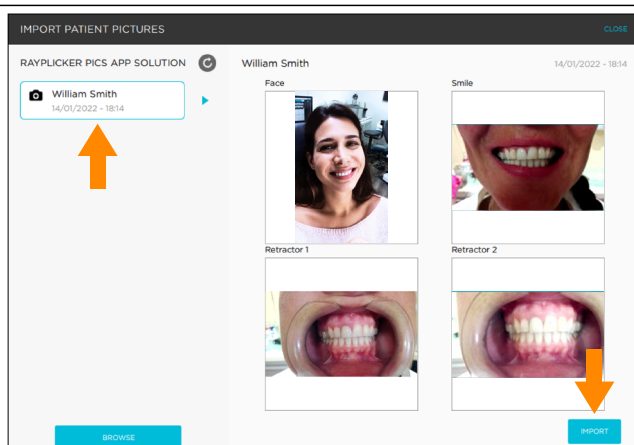 IMPORT PATIENT PICTURES
CLOSE
RAYPLICKER PICS APP SOLUTION
William Smith
14/01/2022 - 18:14
William Smith
14/01/2022 - 18:14
Face
Smile
Retractor 1
Retractor 2
BROWSE
IMPORT